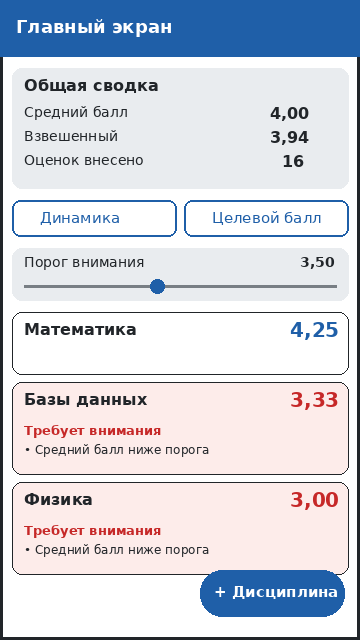 Главный экран
Общая сводка
Средний балл 4,00
Взвешенный 3,94
Оценок внесено 16
Динамика Целевой балл
Порог внимания 3,50
Математика 4,25
Базы данных 3,33
Требует внимания
• Средний балл ниже порога
Физика 3,00
Требует внимания
• Средний балл ниже порога
+ Дисциплина